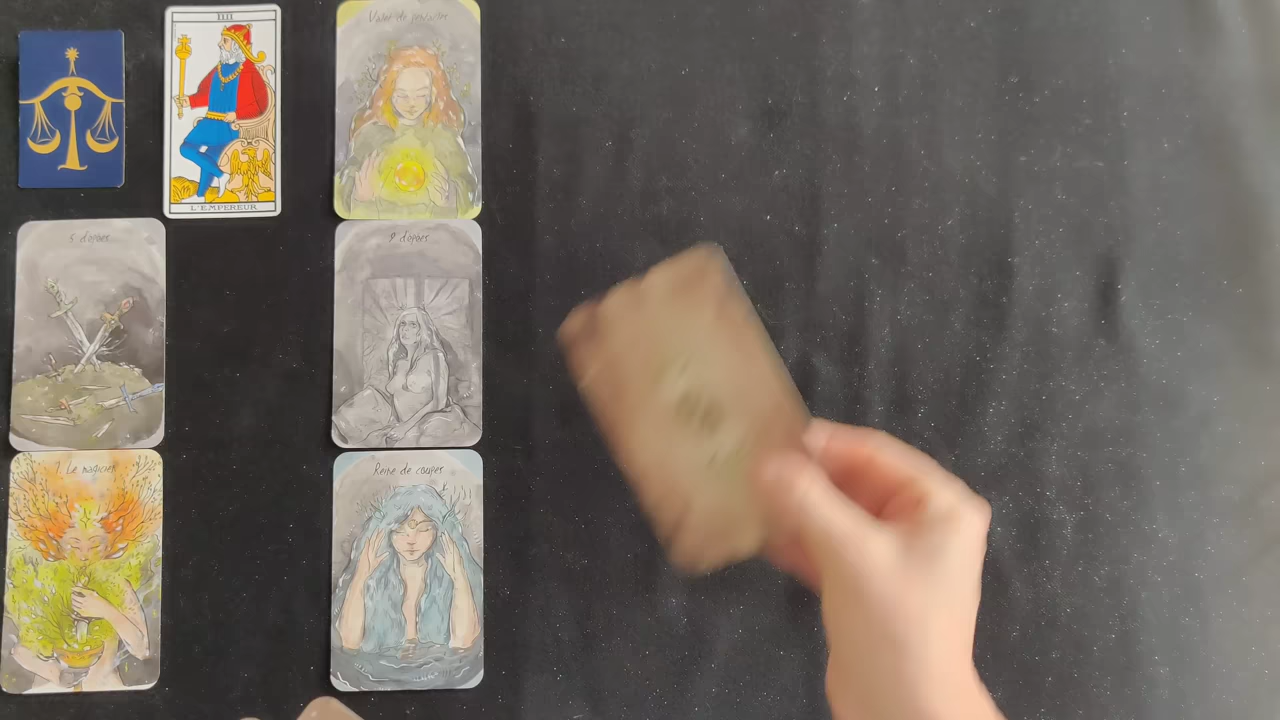 IIII
L'EMPEREUR
Valet de pentacles
5 d'épées
9 d'épées
1. Le magicien
Reine de coupes